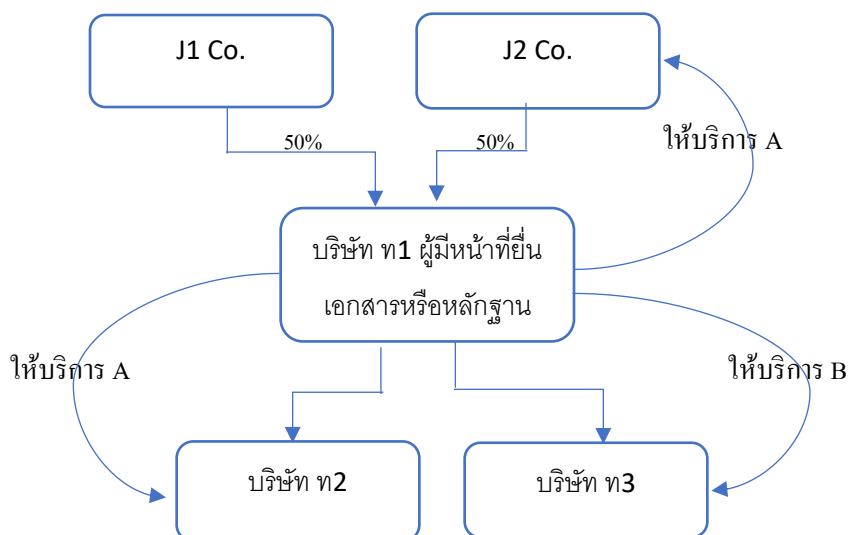 J1 Co.
J2 Co.
ให้บริการ A
50%
50%
บริษัท ท1 ผู้มีหน้าที่ยื่น
เอกสารหรือหลักฐาน
ให้บริการ A
ให้บริการ B
บริษัท ท2
บริษัท ท3